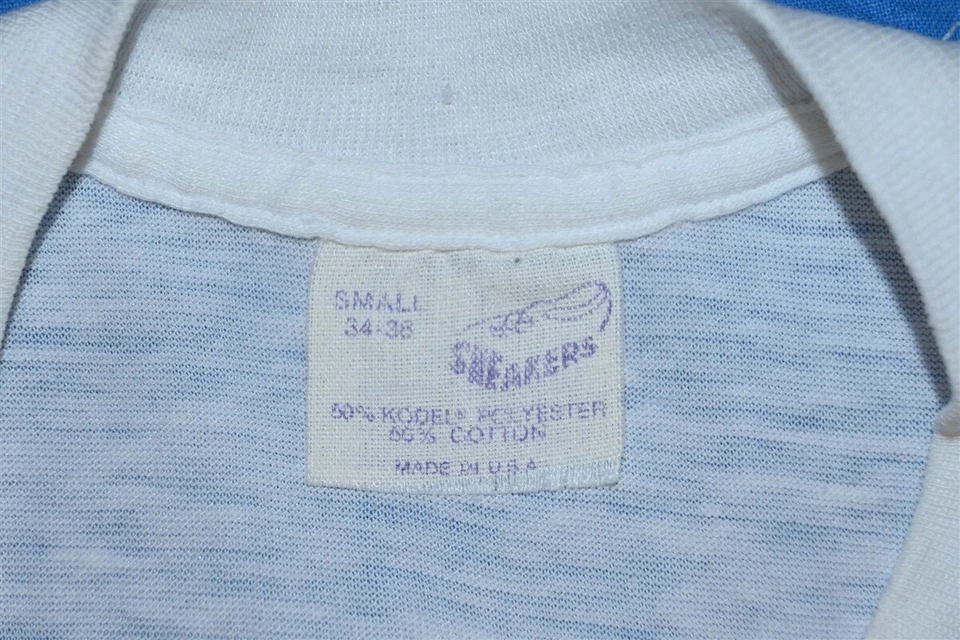 SMALL
34-36
SNEAKERS
50% KODEL® POLYESTER
50% COTTON
MADE IN U.S.A.